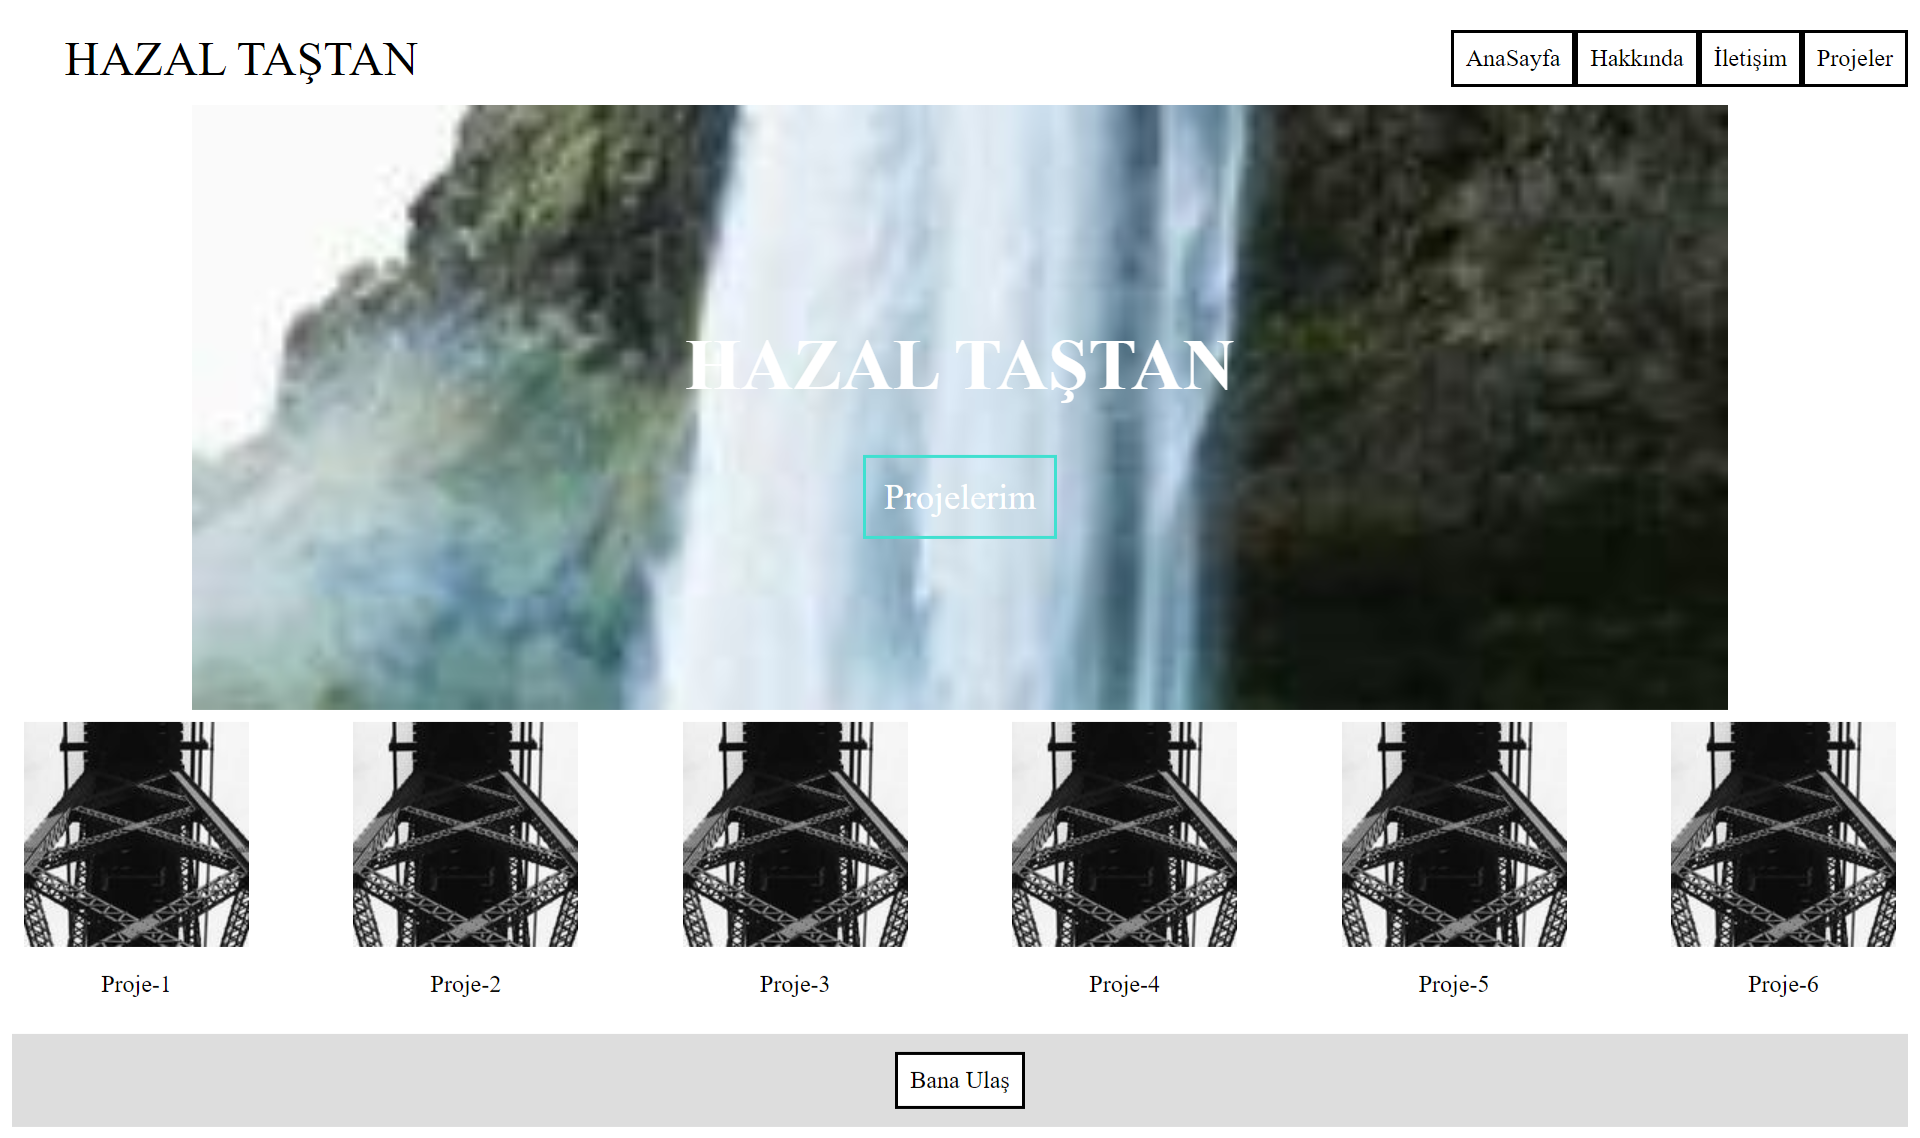 HAZAL TAŞTAN
AnaSayfa Hakkında İletişim Projeler
HAZAL TAŞTAN
Projelerim
Proje-1 Proje-2 Proje-3 Proje-4 Proje-5 Proje-6
Bana Ulaş